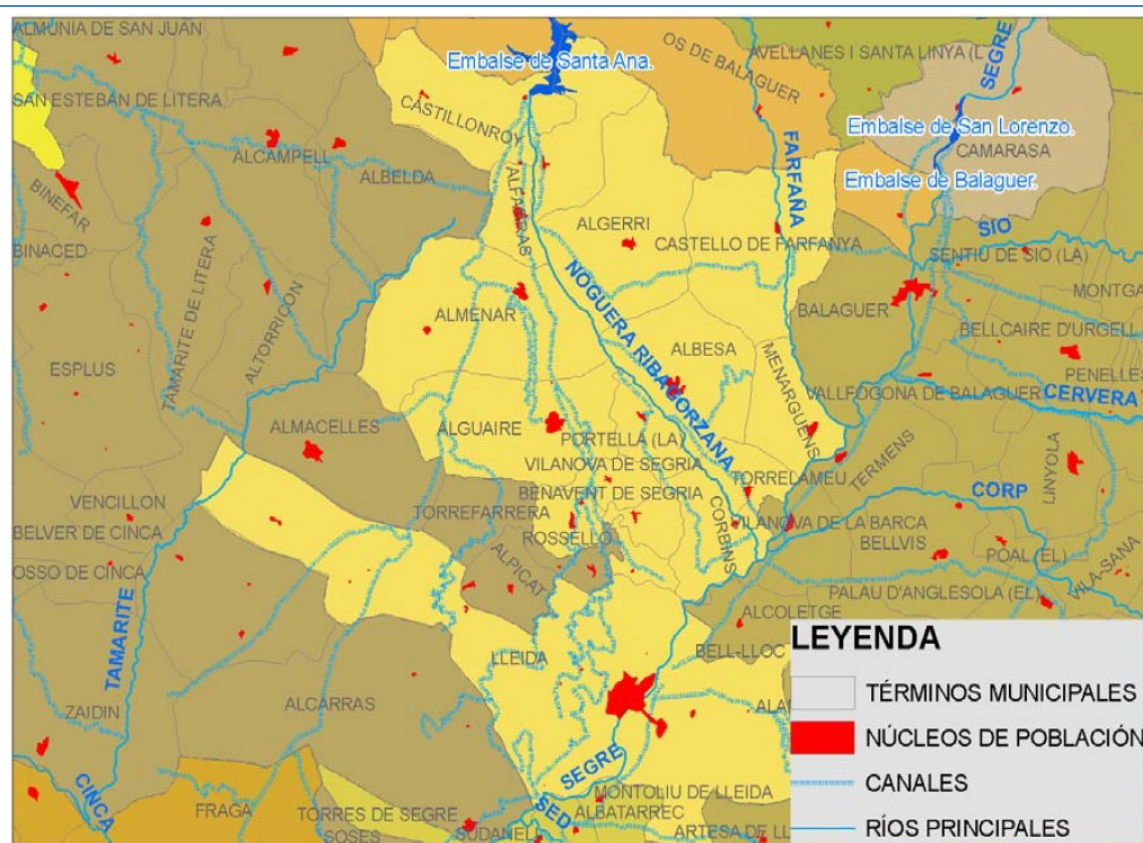 ALMUNIA DE SAN JUAN
SEGRE
OS DE BALAGUER
AVELLANES I SANTA LINYA (L
Embalse de Santa Ana.
SAN ESTEBAN DE LITERA
CASTILLONROY
FARFAÑA
Embalse de San Lorenzo.
CAMARASA
ALCAMPELL
ALBELDA
ALFARRAS
Embalse de Balaguer.
BINEFAR
ALGERRI
SIO
BINACED
CASTELLO DE FARFANYA
SENTIU DE SIO (LA)
TAMARITE DE LITERA
ALTORRICON
NOGUERA RIBAGORZANA
MONTGA
BALAGUER
ALMENAR
BELLCAIRE D'URGELL
ESPLUS
ALBESA
MENARGUENS
PENELLES
VALLFOGONA DE BALAGUER
CERVERA
ALMACELLES
ALGUAIRE
PORTELLA (LA)
VILANOVA DE SEGRIA
TORRELAMEU
TERMENS
LINYOLA
VENCILLON
BENAVENT DE SEGRIA
CORP
TORREFARRERA
CORBINS
VILANOVA DE LA BARCA
BELVER DE CINCA
ROSSELLO
BELLVIS
POAL (EL)
VILA-SANA
OSSO DE CINCA
ALPICAT
PALAU D'ANGLESOLA (EL)
ALCOLETGE
TAMARITE
LLEIDA
BELL-LLOC
LEYENDA
TÉRMINOS MUNICIPALES
ALCARRAS
ZAIDIN
NÚCLEOS DE POBLACIÓN
SEGRE
CINCA
CANALES
MONTOLIU DE LLEIDA
FRAGA
TORRES DE SEGRE
SED
ALBATARREC
SOSES
SUDANELL
ARTESA DE LL
RÍOS PRINCIPALES